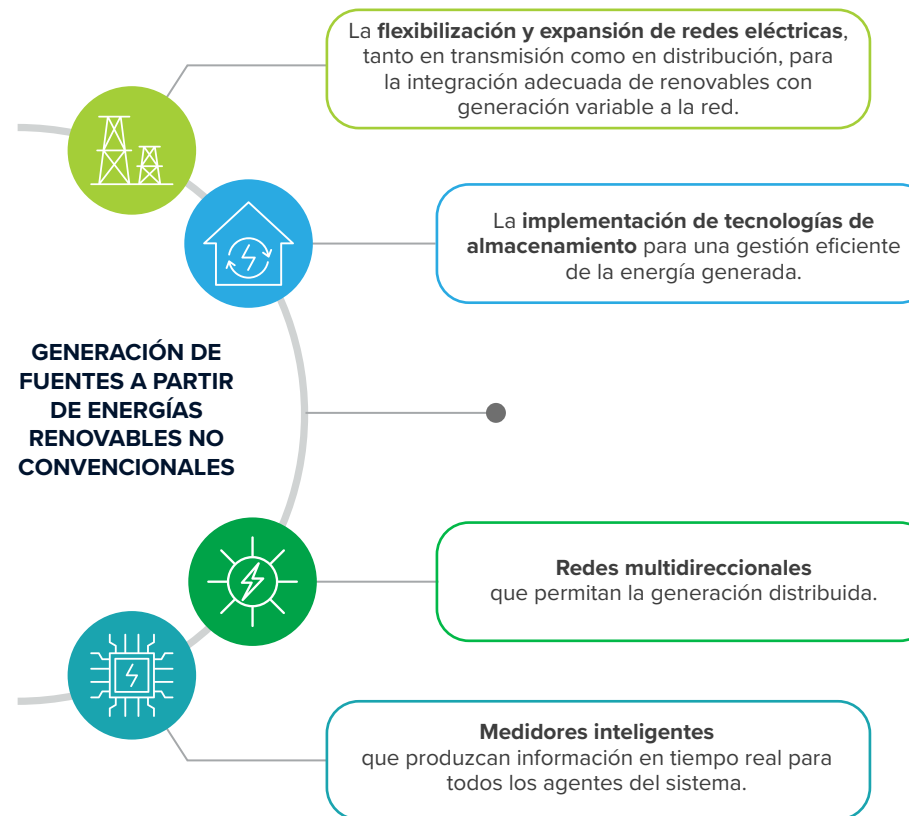 La flexibilización y expansión de redes eléctricas,
tanto en transmisión como en distribución, para
la integración adecuada de renovables con
generación variable a la red.
La implementación de tecnologías de
almacenamiento para una gestión eficiente
de la energía generada.
GENERACIÓN DE
FUENTES A PARTIR
DE ENERGÍAS
RENOVABLES NO
CONVENCIONALES
Redes multidireccionales
que permitan la generación distribuida.
Medidores inteligentes
que produzcan información en tiempo real para
todos los agentes del sistema.